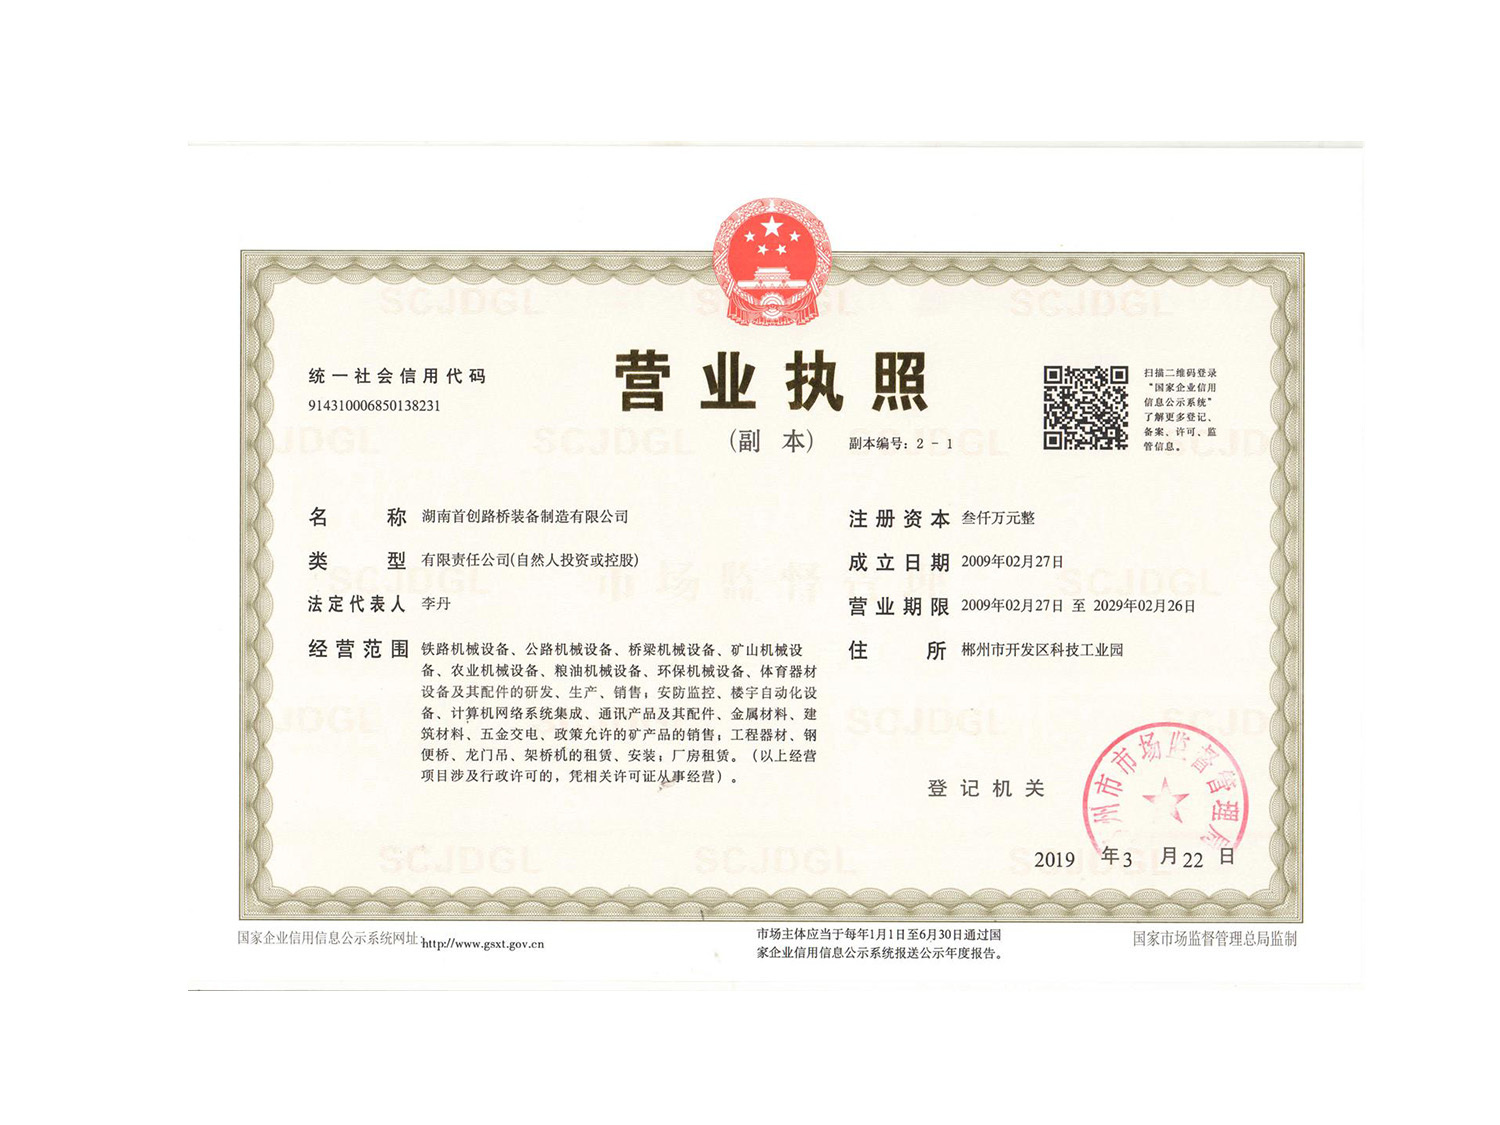 营业执照
(副 本)
副本编号：2 - 1
统一社会信用代码
914310006850138231
扫描二维码登录
“国家企业信用
信息公示系统”
了解更多登记、
备案、许可、监
管信息。
名 称 湖南首创路桥装备制造有限公司
类 型 有限责任公司(自然人投资或控股)
法定代表人 李丹
经营范围 铁路机械设备、公路机械设备、桥梁机械设备、矿山机械设
备、农业机械设备、粮油机械设备、环保机械设备、体育器材
设备及其配件的研发、生产、销售；安防监控、楼宇自动化设
备、计算机网络系统集成、通讯产品及其配件、金属材料、建
筑材料、五金交电、政策允许的矿产品的销售；工程器材、钢
便桥、龙门吊、架桥机的租赁、安装；厂房租赁。（以上经营
项目涉及行政许可的，凭相关许可证从事经营）。
注册资本 叁仟万元整
成立日期 2009年02月27日
营业期限 2009年02月27日 至 2029年02月26日
住 所 郴州市开发区科技工业园
登记机关
州市市场监督管理局
2019 年3 月22 日
国家企业信用信息公示系统网址：http://www.gsxt.gov.cn
市场主体应当于每年1月1日至6月30日通过国
家企业信用信息公示系统报送公示年度报告。
国家市场监督管理总局监制
SCJDGL
市场监督管理